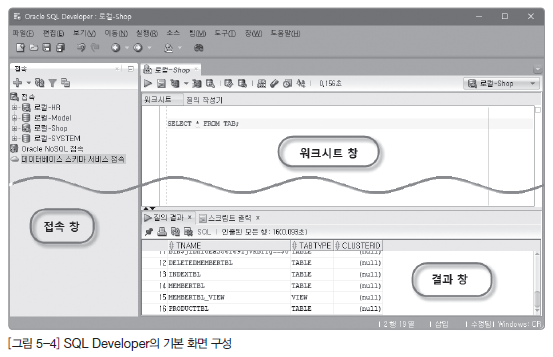 Oracle SQL Developer : 로컬-Shop
파일(F) 편집(E) 보기(V) 이동(N) 실행(R) 소스 팀(M) 도구(T) 창(W) 도움말(H)
접속
접속
로컬-HR
로컬-Model
로컬-Shop
로컬-SYSTEM
Oracle NoSQL 접속
데이터베이스 스키마 서비스 접속
접속 창
로컬-Shop
0,156초
로컬-Shop
워크시트 질의 작성기
SELECT * FROM TAB;
워크시트 창
질의 결과 × 스크립트 출력 ×
SQL | 인출된 모든 행: 16(0,093초)
TNAME TABTYPE CLUSTERID
TABLE (null)
12 DELETEDMEMBERTBL TABLE (null)
13 INDEXTBL TABLE (null)
14 MEMBERTBL TABLE (null)
15 MEMBERTBL_VIEW VIEW (null)
16 PRODUCTTBL TABLE (null)
결과 창
2 행 19 열 | 삽입 | 수정됨 | Windows: CR
[그림 5-4] SQL Developer의 기본 화면 구성